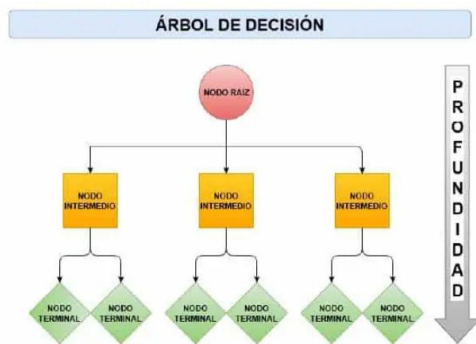 ÁRBOL DE DECISIÓN
NODO RAIZ
NODO
INTERMEDIO
NODO
INTERMEDIO
NODO
INTERMEDIO
NODO
TERMINAL
NODO
TERMINAL
NODO
TERMINAL
NODO
TERMINAL
NODO
TERMINAL
NODO
TERMINAL
PROFUNDIDAD